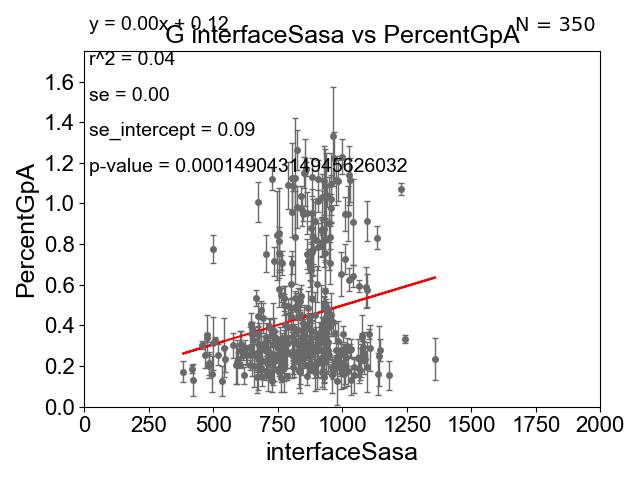 y = 0.00x + 0.12
N = 350
G interfaceSasa vs PercentGpA
r^2 = 0.04
se = 0.00
se_intercept = 0.09
p-value = 0.00014904314945626032
PercentGpA
1.6
1.4
1.2
1.0
0.8
0.6
0.4
0.2
0.0
0 250 500 750 1000 1250 1500 1750 2000
interfaceSasa